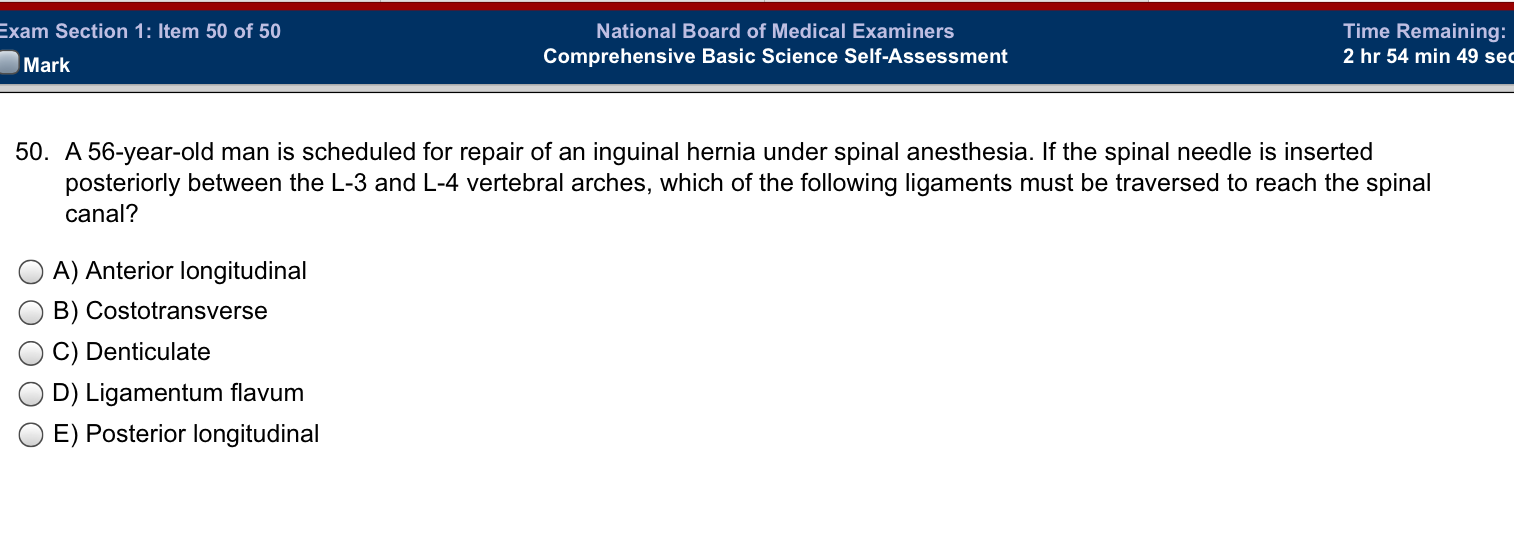 Exam Section 1: Item 50 of 50
National Board of Medical Examiners
Time Remaining:
Mark
Comprehensive Basic Science Self-Assessment
2 hr 54 min 49 sec
50. A 56-year-old man is scheduled for repair of an inguinal hernia under spinal anesthesia. If the spinal needle is inserted
posteriorly between the L-3 and L-4 vertebral arches, which of the following ligaments must be traversed to reach the spinal
canal?
A) Anterior longitudinal
B) Costotransverse
C) Denticulate
D) Ligamentum flavum
E) Posterior longitudinal